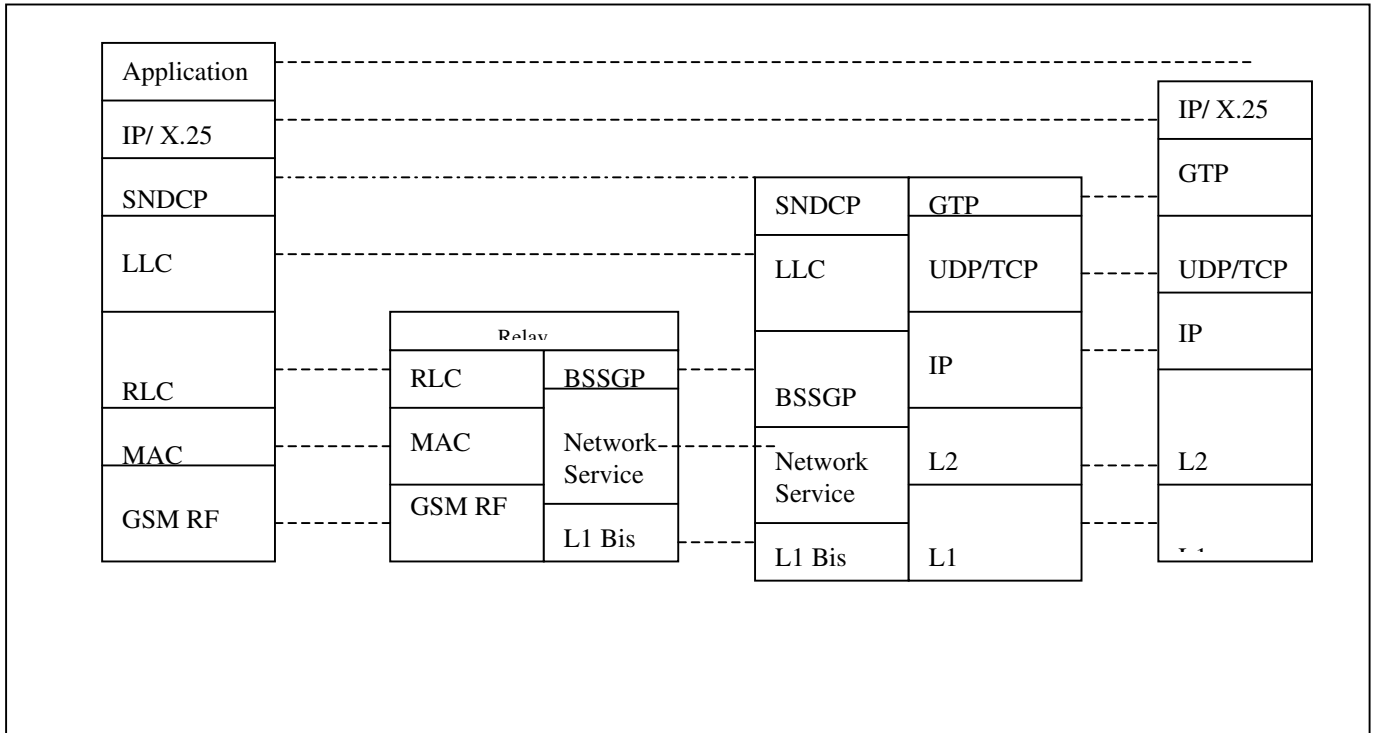 Application
IP/ X.25
SNDCP
LLC
RLC
MAC
GSM RF
Relay
RLC
MAC
GSM RF
BSSGP
Network
Service
L1 Bis
SNDCP
LLC
BSSGP
Network
Service
L1 Bis
GTP
UDP/TCP
IP
L2
L1
IP/ X.25
GTP
UDP/TCP
IP
L2